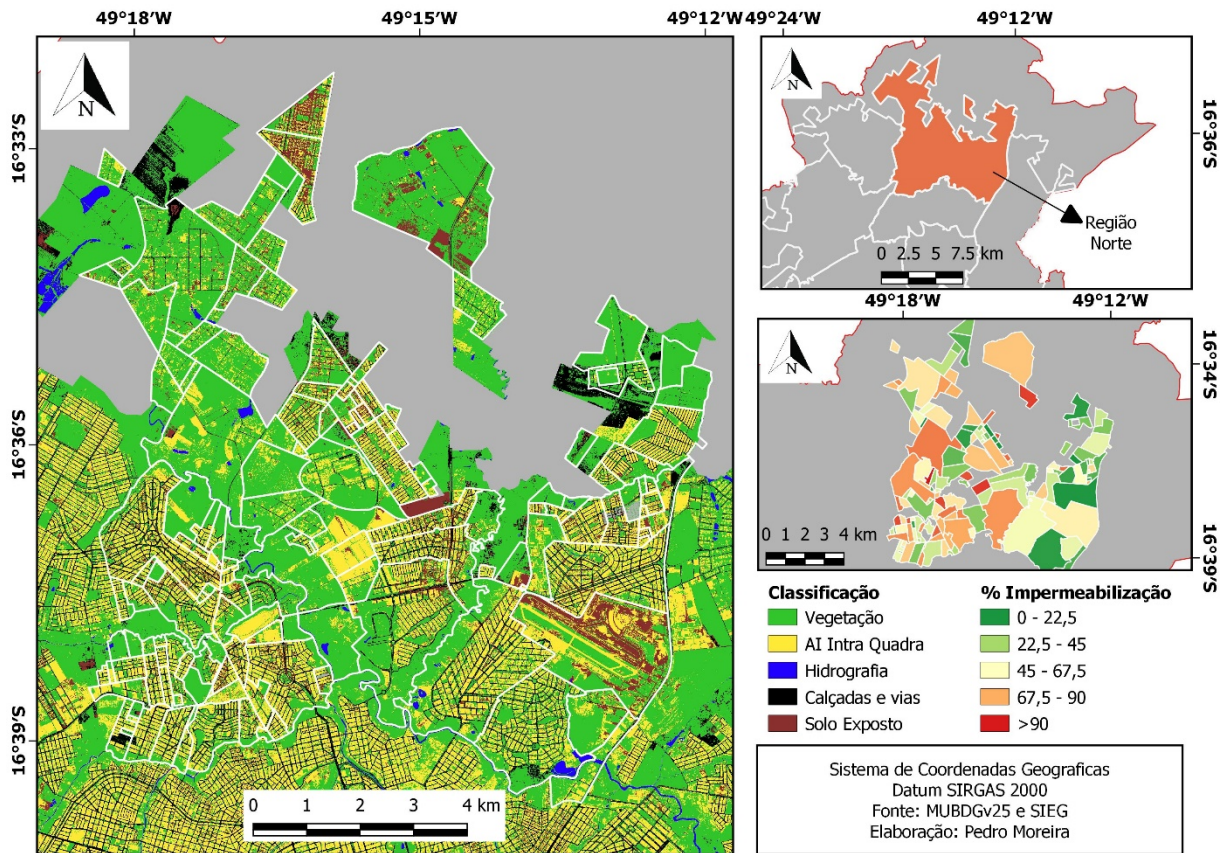 49°18'W
49°15'W
49°12'W
49°24'W
49°12'W
16°33'S
16°36'S
16°39'S
N
0 1 2 3 4 km
N
16°36'S
Região
Norte
0 2.5 5 7.5 km
49°18'W
49°12'W
N
16°34'S
16°39'S
0 1 2 3 4 km
Classificação
Vegetação
AI Intra Quadra
Hidrografia
Calçadas e vias
Solo Exposto
% Impermeabilização
0 - 22,5
22,5 - 45
45 - 67,5
67,5 - 90
>90
Sistema de Coordenadas Geograficas
Datum SIRGAS 2000
Fonte: MUBDGv25 e SIEG
Elaboração: Pedro Moreira